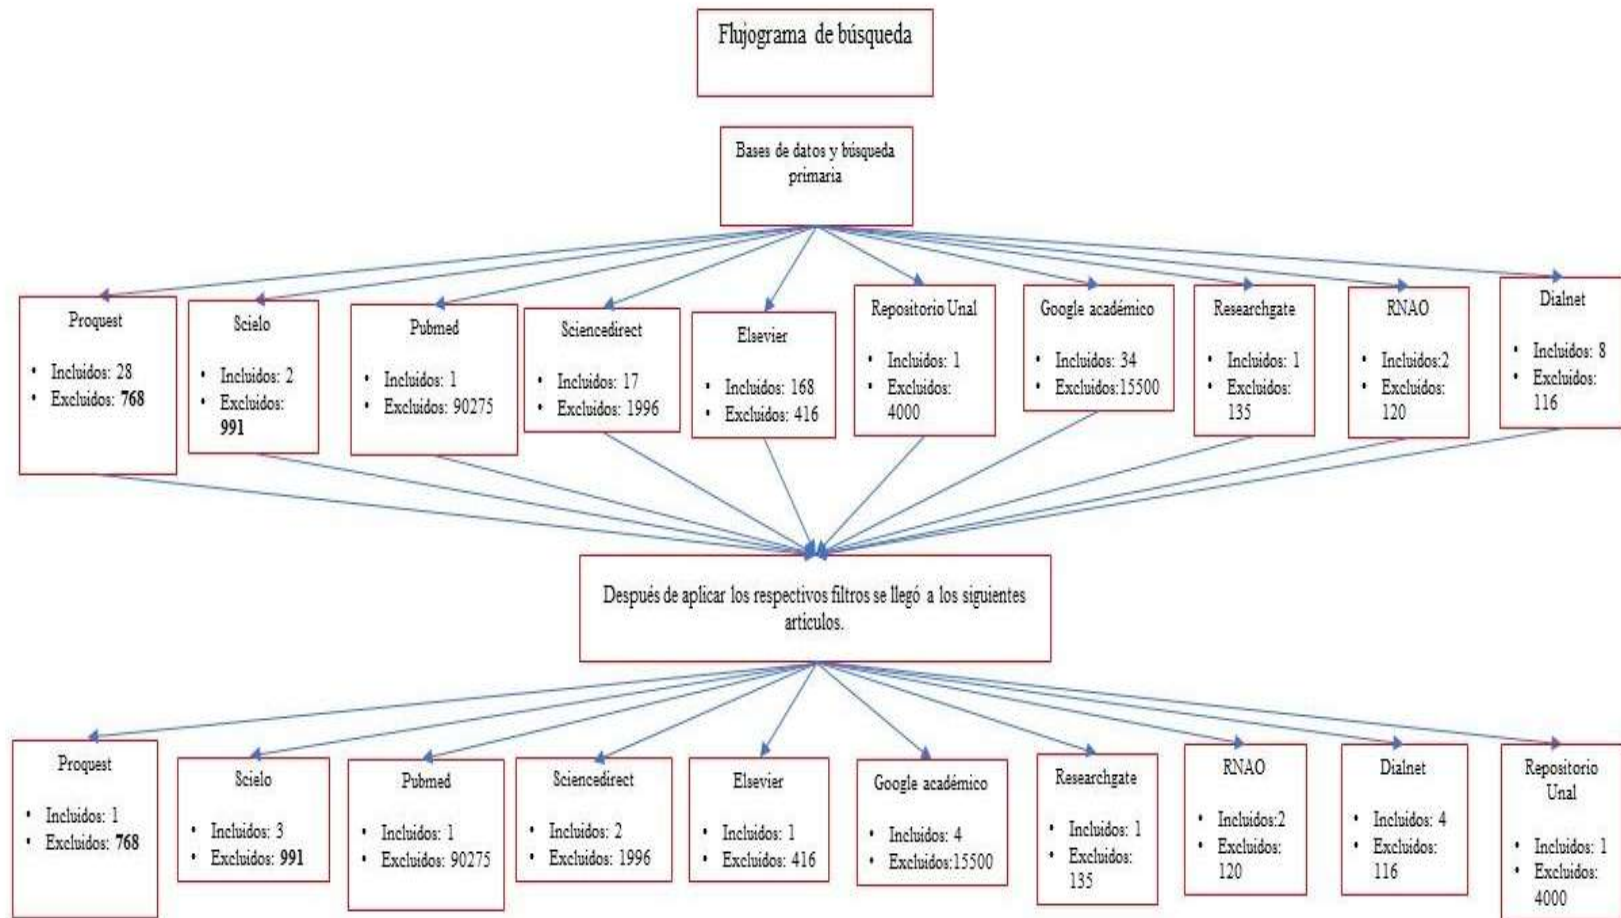 Flujograma de búsqueda
Bases de datos y búsqueda
primaria
Proquest
• Incluidos: 28
• Excluidos: 768
Scielo
• Incluidos: 2
• Excluidos:
991
Pubmed
• Incluidos: 1
• Excluidos: 90275
Sciencedirect
• Incluidos: 17
• Excluidos: 1996
Elsevier
• Incluidos: 168
• Excluidos: 416
Repositorio Unal
• Incluidos: 1
• Excluidos:
4000
Google académico
• Incluidos: 34
• Excluidos:15500
Researchgate
• Incluidos: 1
• Excluidos:
135
RNAO
• Incluidos:2
• Excluidos:
120
Dialnet
• Incluidos: 8
• Excluidos:
116
Después de aplicar los respectivos filtros se llegó a los siguientes
articulos.
Proquest
• Incluidos: 1
• Excluidos: 768
Scielo
• Incluidos: 3
• Excluidos: 991
Pubmed
• Incluidos: 1
• Excluidos: 90275
Sciencedirect
• Incluidos: 2
• Excluidos: 1996
Elsevier
• Incluidos: 1
• Excluidos: 416
Google académico
• Incluidos: 4
• Excluidos:15500
Researchgate
• Incluidos: 1
• Excluidos:
135
RNAO
• Incluidos:2
• Excluidos:
120
Dialnet
• Incluidos: 4
• Excluidos:
116
Repositorio
Unal
• Incluidos: 1
• Excluidos:
4000